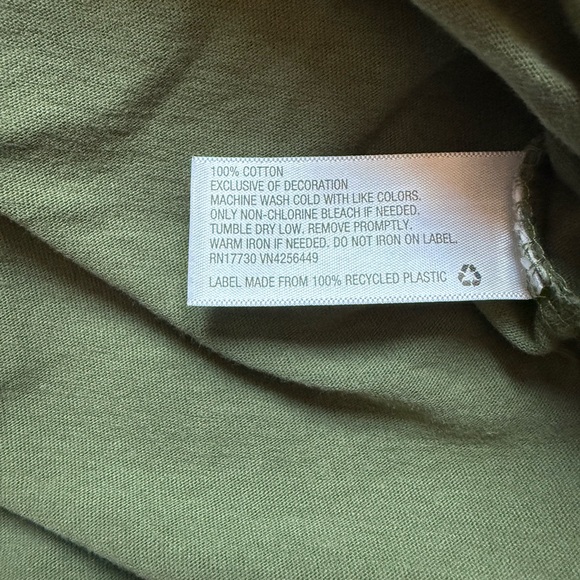 100% COTTON
EXCLUSIVE OF DECORATION
MACHINE WASH COLD WITH LIKE COLORS.
ONLY NON-CHLORINE BLEACH IF NEEDED.
TUMBLE DRY LOW, REMOVE PROMPTLY.
WARM IRON IF NEEDED. DO NOT IRON ON LABEL.
RN17730 VN4256449
LABEL MADE FROM 100% RECYCLED PLASTIC